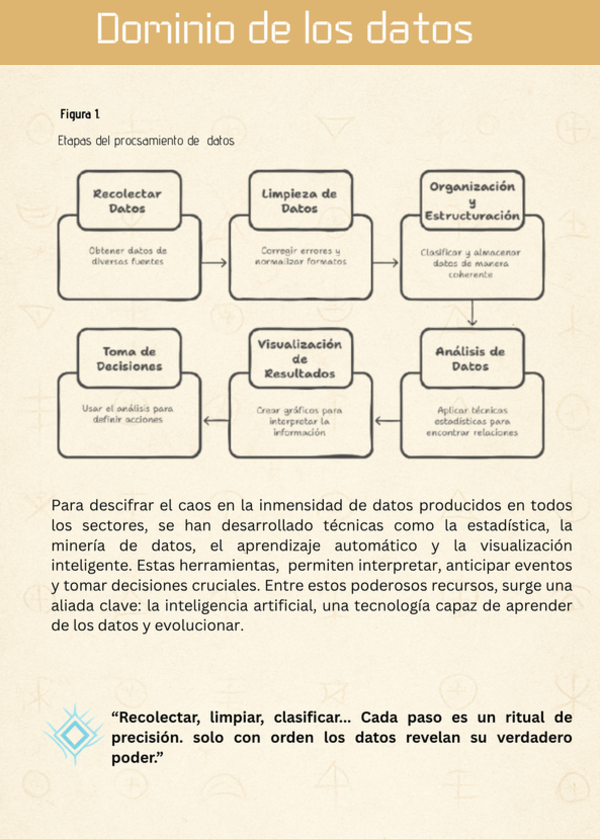 Dominio de los datos
Figura 1.
Etapas del procsamiento de datos
Recolectar
Datos
Obtener datos de
diversas fuentes
Limpieza de
Datos
Corregir errores y
normalizar formatos
Organización
y
Estructuración
Clasificar y almacenar
datos de manera
coherente
Toma de
Decisiones
Usar el análisis para
definir acciones
Visualización
de
Resultados
Crear gráficos para
interpretar la
información
Análisis de
Datos
Aplicar técnicas
estadísticas para
encontrar relaciones
Para descifrar el caos en la inmensidad de datos producidos en todos
los sectores, se han desarrollado técnicas como la estadística, la
minería de datos, el aprendizaje automático y la visualización
inteligente. Estas herramientas, permiten interpretar, anticipar eventos
y tomar decisiones cruciales. Entre estos poderosos recursos, surge una
aliada clave: la inteligencia artificial, una tecnología capaz de aprender
de los datos y evolucionar.
“Recolectar, limpiar, clasificar... Cada paso es un ritual de
precisión. solo con orden los datos revelan su verdadero
poder.”